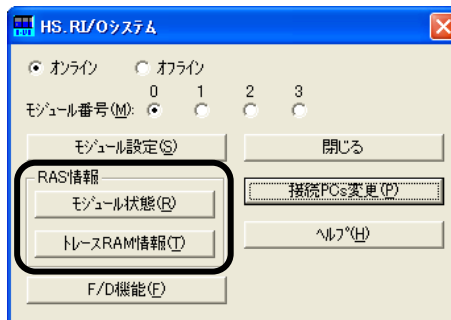 HS.RI/Oシステム
オンライン オフライン
0 1 2 3
モジュール番号(M):
モジュール設定(S) 閉じる
RAS情報
モジュール状態(R) 接続PCs変更(P)
トレースRAM情報(T) ヘルプ(H)
F/D機能(F)